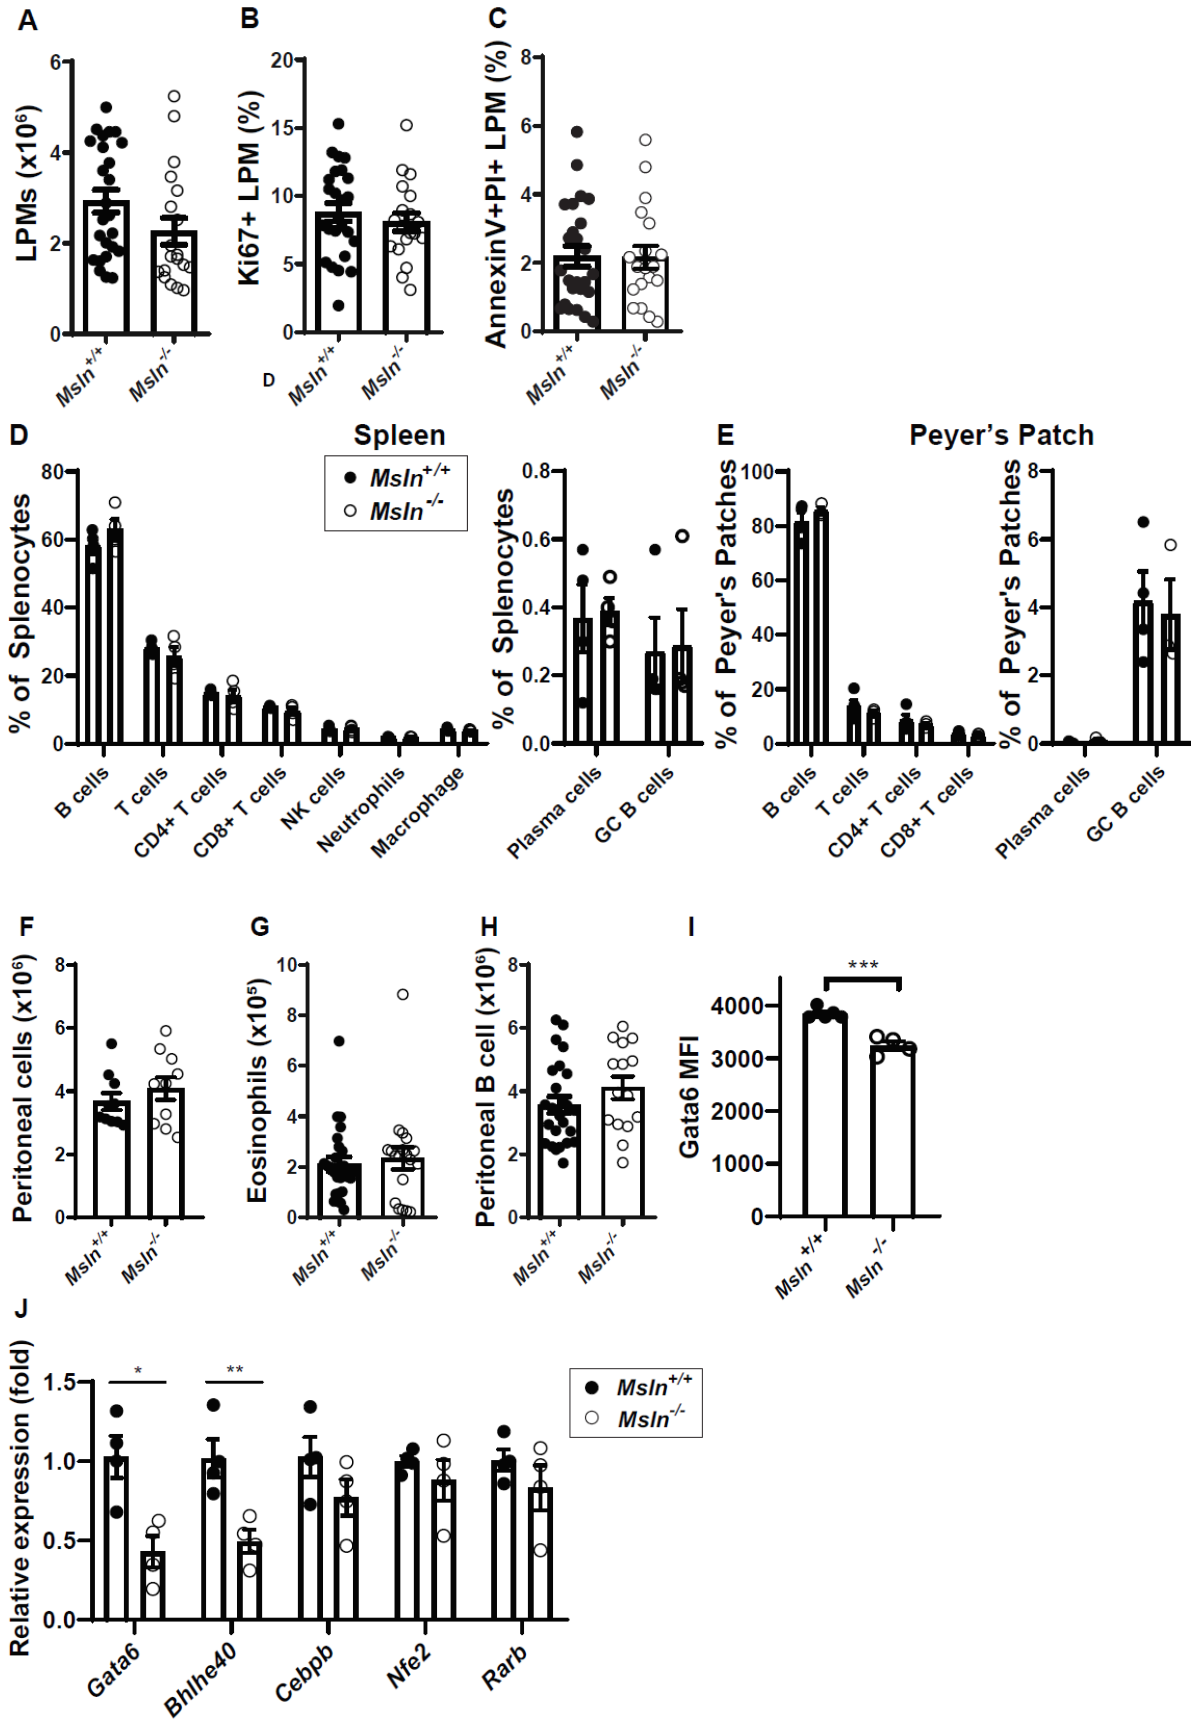 A
B
C
LPMs (x10⁶)
6
4
2
0
Msln+/+
Msln-/-
Ki67+ LPM (%)
20
15
10
5
0
Msln+/+
Msln-/-
AnnexinV+PI+ LPM (%)
8
6
4
2
0
Msln+/+
Msln-/-
D
D
Spleen
E
Peyer's Patch
% of Splenocytes
80
60
40
20
0
Msln+/+
Msln-/-
B cells
T cells
CD4+ T cells
CD8+ T cells
NK cells
Neutrophils
Macrophage
% of Splenocytes
0.8
0.6
0.4
0.2
0.0
Plasma cells
GC B cells
% of Peyer's Patches
100
80
60
40
20
0
B cells
T cells
CD4+ T cells
CD8+ T cells
% of Peyer's Patches
8
6
4
2
0
Plasma cells
GC B cells
F
G
H
I
Peritoneal cells (x10⁶)
8
6
4
2
0
Msln+/+
Msln-/-
Eosinophils (x10⁵)
10
8
6
4
2
0
Msln+/+
Msln-/-
Peritoneal B cell (x10⁶)
8
6
4
2
0
Msln+/+
Msln-/-
Gata6 MFI
***
4000
3000
2000
1000
0
Msln+/+
Msln-/-
J
Relative expression (fold)
1.5
1.0
0.5
0.0
*
**
Msln+/+
Msln-/-
Gata6
Bhlhe40
Cebpb
Nfe2
Rarb